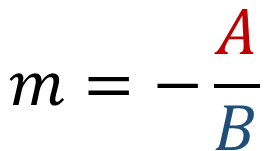 m = − A/B